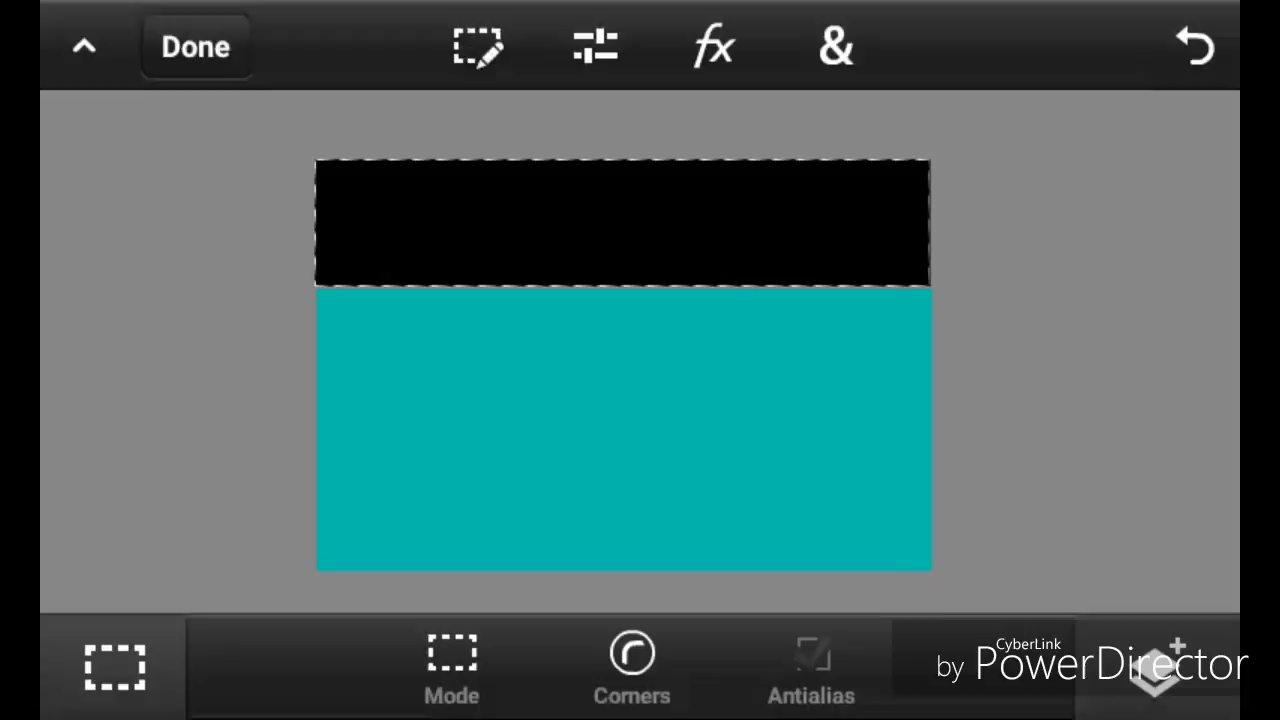 Done
fx
&
CyberLink
by PowerDirector
Mode
Corners
Antialias